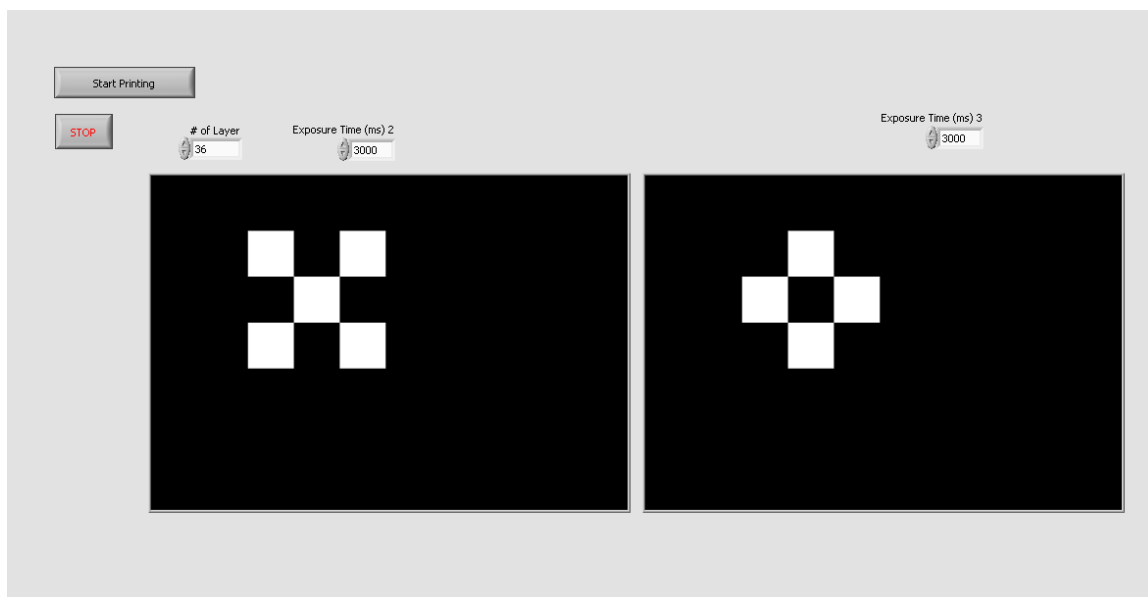 Start Printing
STOP
# of Layer
36
Exposure Time (ms) 2
3000
Exposure Time (ms) 3
3000